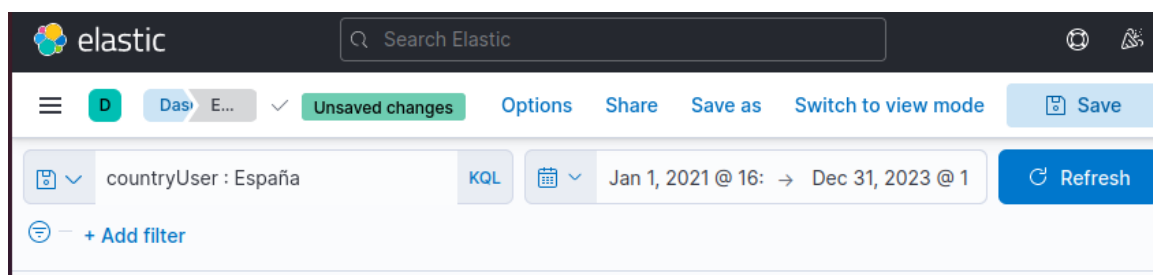 elastic Search Elastic
D Das E... Unsaved changes Options Share Save as Switch to view mode Save
countryUser : España KQL Jan 1, 2021 @ 16: → Dec 31, 2023 @ 1 Refresh
+ Add filter